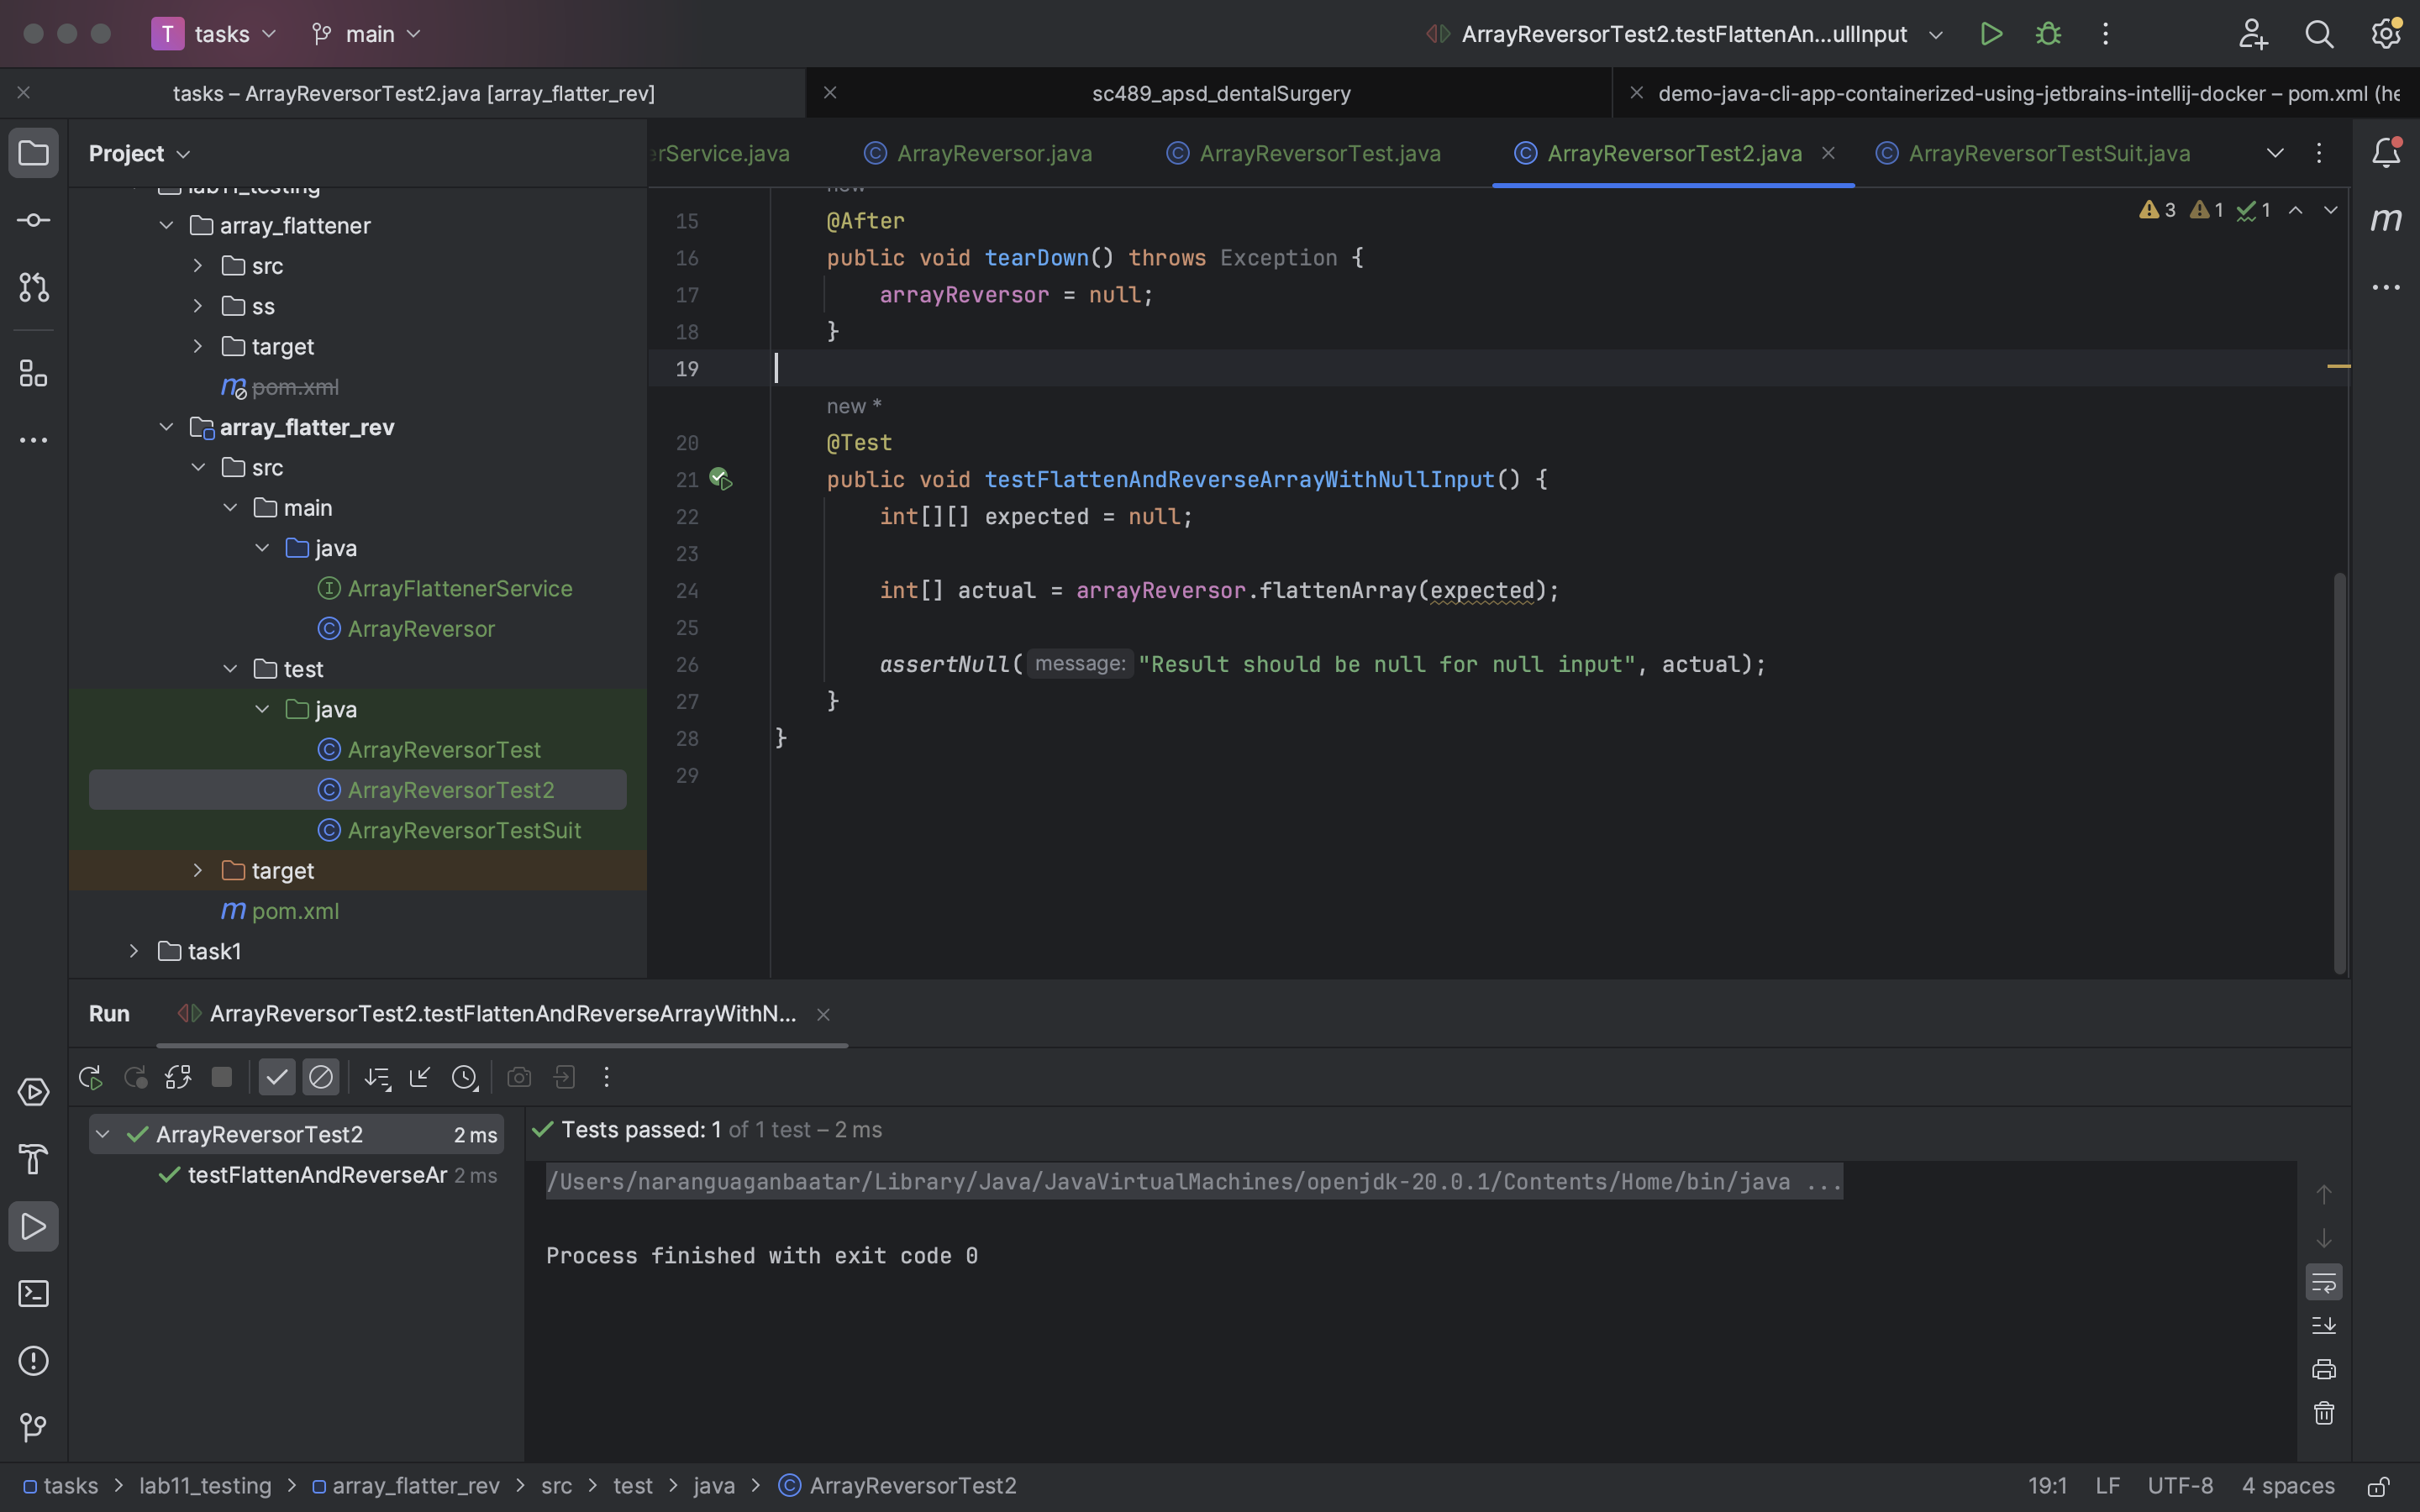 T tasks main ArrayReversorTest2.testFlattenAn...ullInput
tasks – ArrayReversorTest2.java [array_flatter_rev] sc489_apsd_dentalSurgery demo-java-cli-app-containerized-using-jetbrains-intellij-docker – pom.xml (he
Project
lab11_testing
array_flattener
src
ss
target
pom.xml
array_flatter_rev
src
main
java
ArrayFlattenerService
ArrayReversor
test
java
ArrayReversorTest
ArrayReversorTest2
ArrayReversorTestSuit
target
pom.xml
task1
erService.java ArrayReversor.java ArrayReversorTest.java ArrayReversorTest2.java ArrayReversorTestSuit.java
3 1 1
new *
15 @After
16 public void tearDown() throws Exception {
17 arrayReversor = null;
18 }
19
new *
20 @Test
21 public void testFlattenAndReverseArrayWithNullInput() {
22 int[][] expected = null;
23
24 int[] actual = arrayReversor.flattenArray(expected);
25
26 assertNull( message: "Result should be null for null input", actual);
27 }
28 }
29
Run ArrayReversorTest2.testFlattenAndReverseArrayWithN...
ArrayReversorTest2 2 ms
testFlattenAndReverseAr 2 ms
Tests passed: 1 of 1 test – 2 ms
/Users/naranguaganbaatar/Library/Java/JavaVirtualMachines/openjdk-20.0.1/Contents/Home/bin/java ...
Process finished with exit code 0
tasks > lab11_testing > array_flatter_rev > src > test > java > ArrayReversorTest2 19:1 LF UTF-8 4 spaces